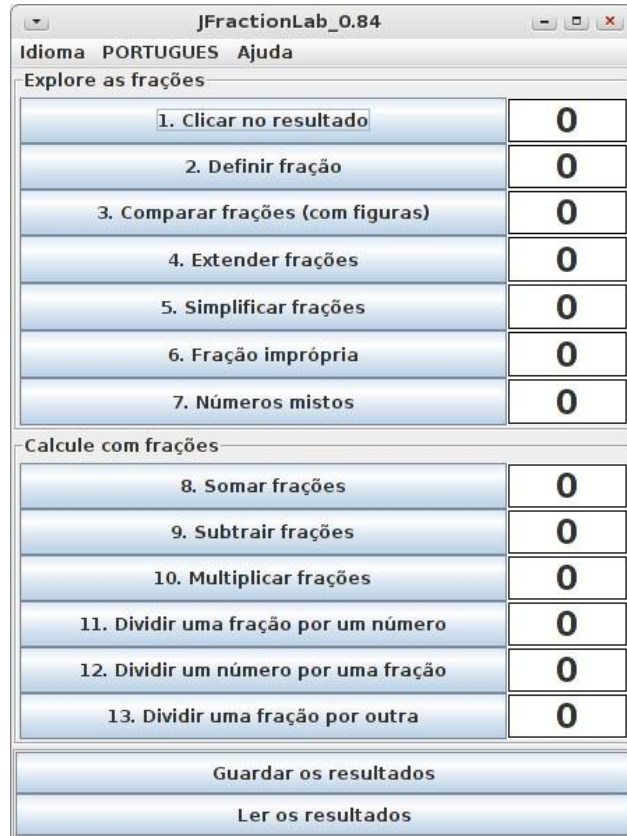 JFractionLab_0.84
Idioma PORTUGUES Ajuda
Explore as frações
1. Clicar no resultado 0
2. Definir fração 0
3. Comparar frações (com figuras) 0
4. Extender frações 0
5. Simplificar frações 0
6. Fração imprópria 0
7. Números mistos 0
Calcule com frações
8. Somar frações 0
9. Subtrair frações 0
10. Multiplicar frações 0
11. Dividir uma fração por um número 0
12. Dividir um número por uma fração 0
13. Dividir uma fração por outra 0
Guardar os resultados
Ler os resultados